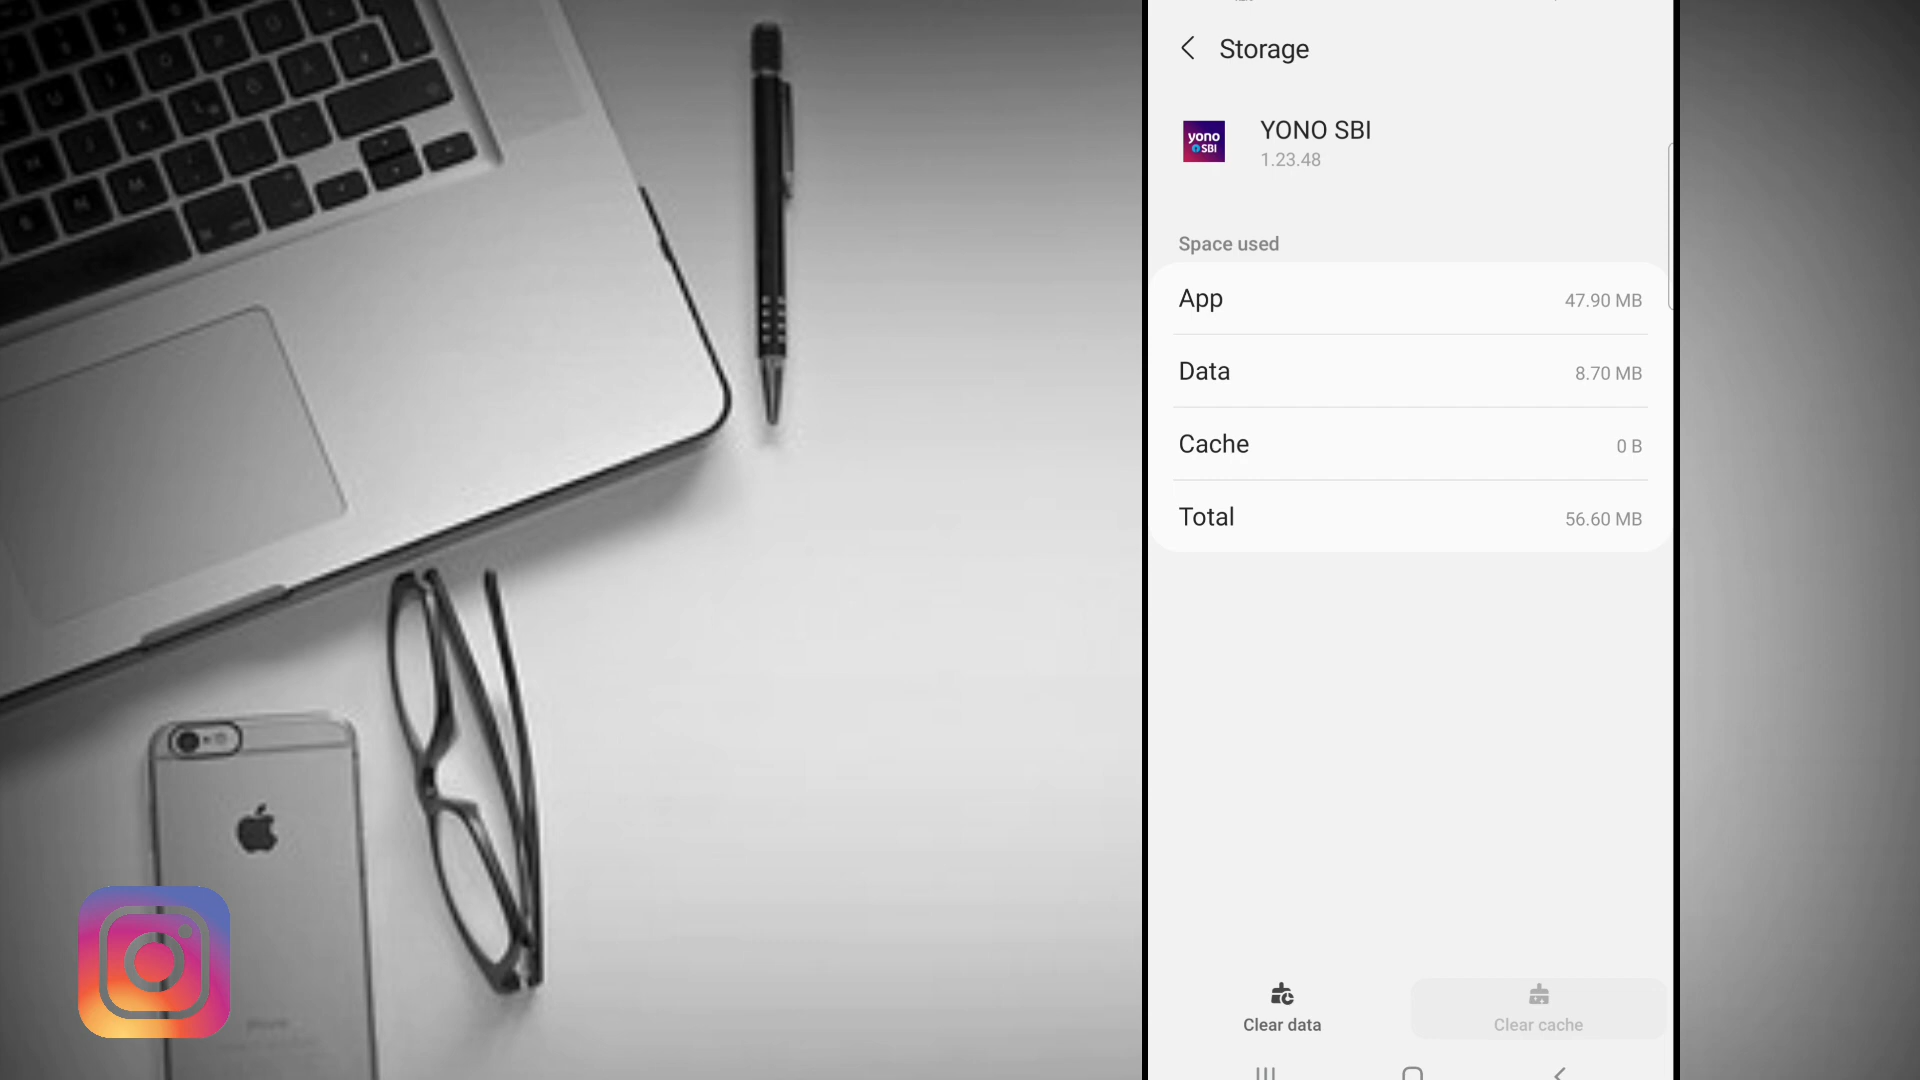 Storage
yono
SBI
YONO SBI
1.23.48
Space used
App 47.90 MB
Data 8.70 MB
Cache 0 B
Total 56.60 MB
Clear data
Clear cache